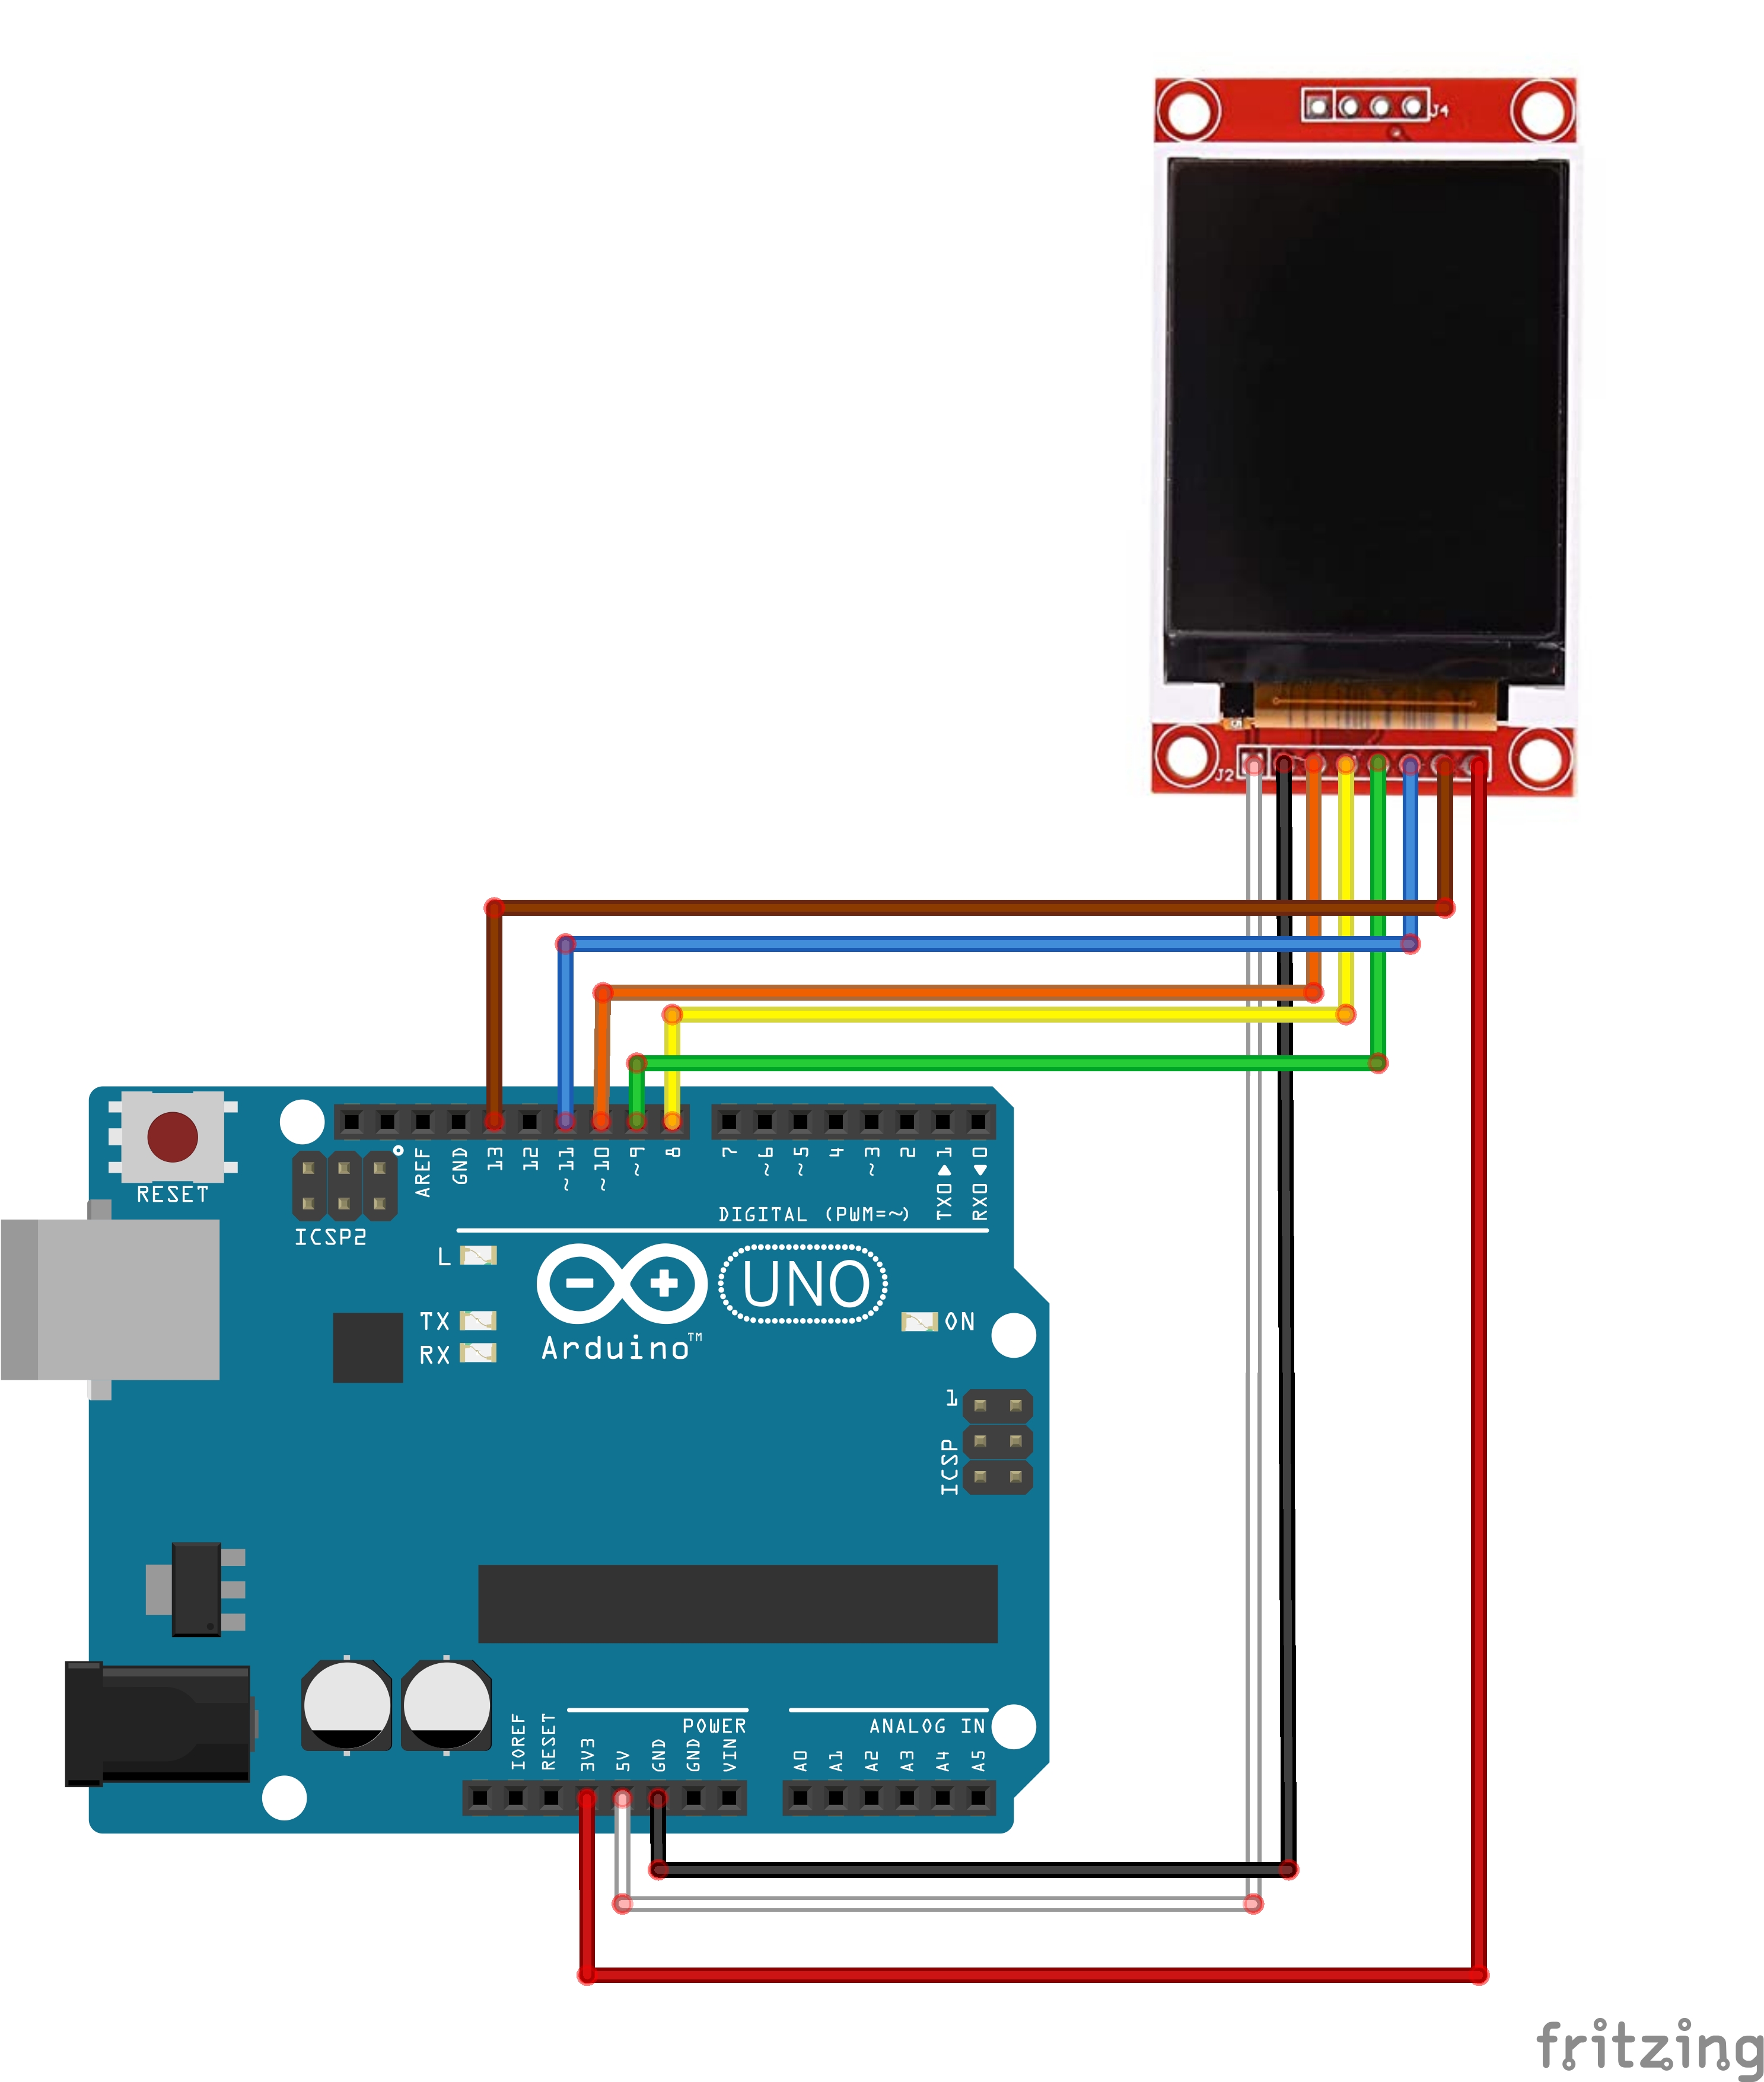 J4
J2
RESET
ICSP2
AREF
GND
13
12
~11
~10
~9
8
7
~6
~5
4
~3
2
TX0 1
RX0 0
DIGITAL (PWM=~)
L
TX
RX
UNO
Arduino™
ON
1
ICSP
IOREF
RESET
3V3
5V
GND
GND
VIN
POWER
ANALOG IN
A0
A1
A2
A3
A4
A5
fritzing